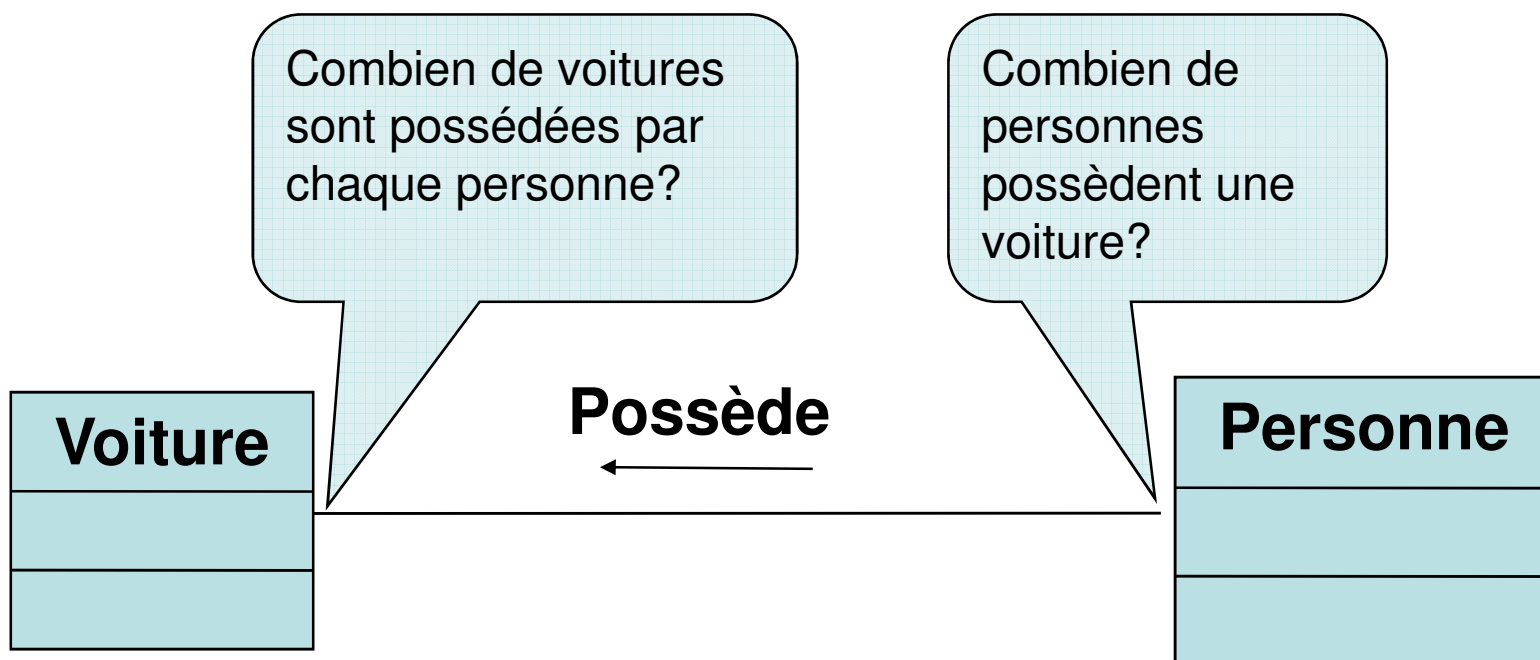 Combien de voitures
sont possédées par
chaque personne?
Combien de
personnes
possèdent une
voiture?
Possède
Voiture
Personne